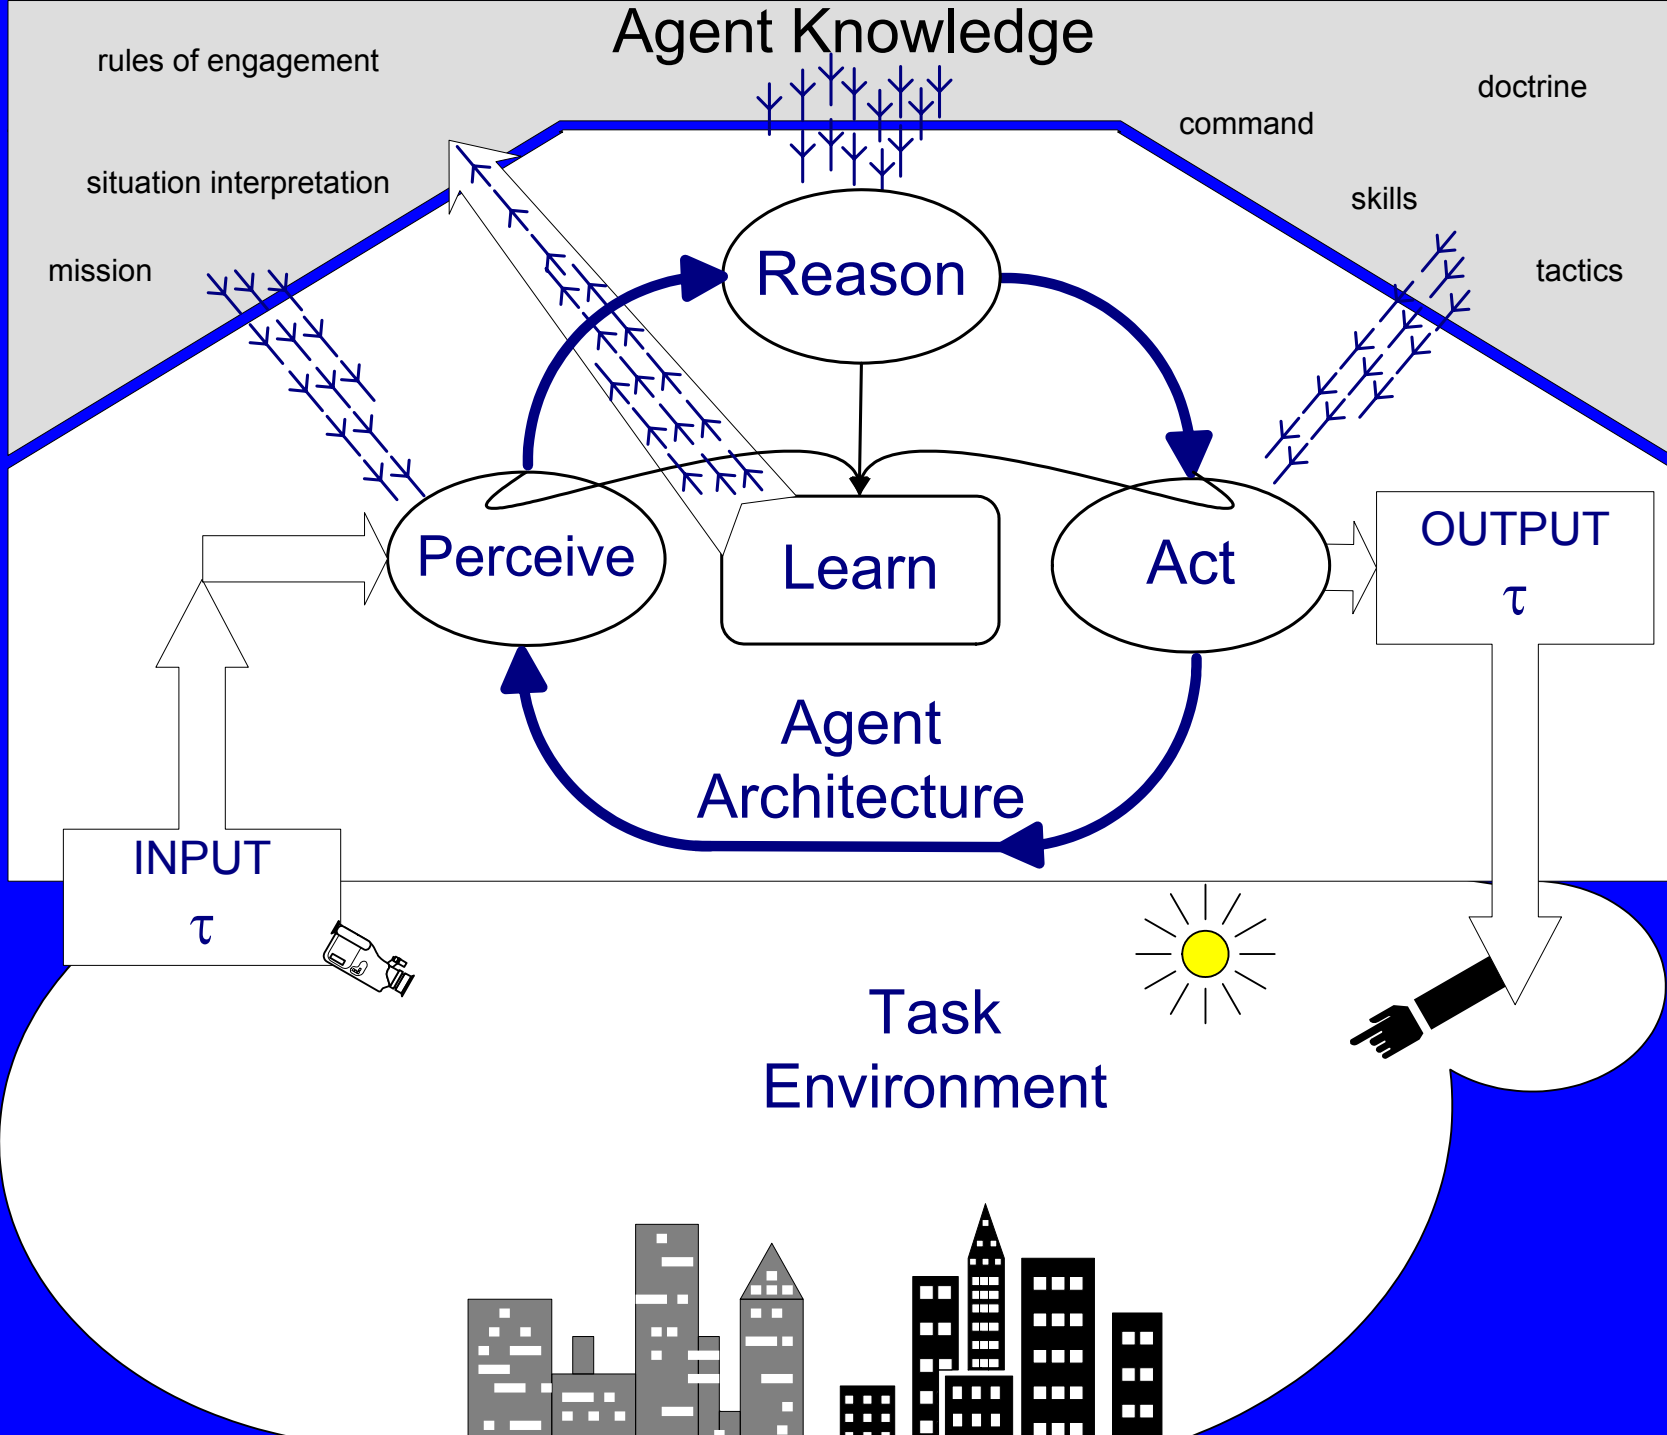 Agent Knowledge
rules of engagement
doctrine
command
situation interpretation
skills
mission
tactics
Reason
Perceive
Learn
Act
OUTPUT
τ
Agent
Architecture
INPUT
τ
Task
Environment